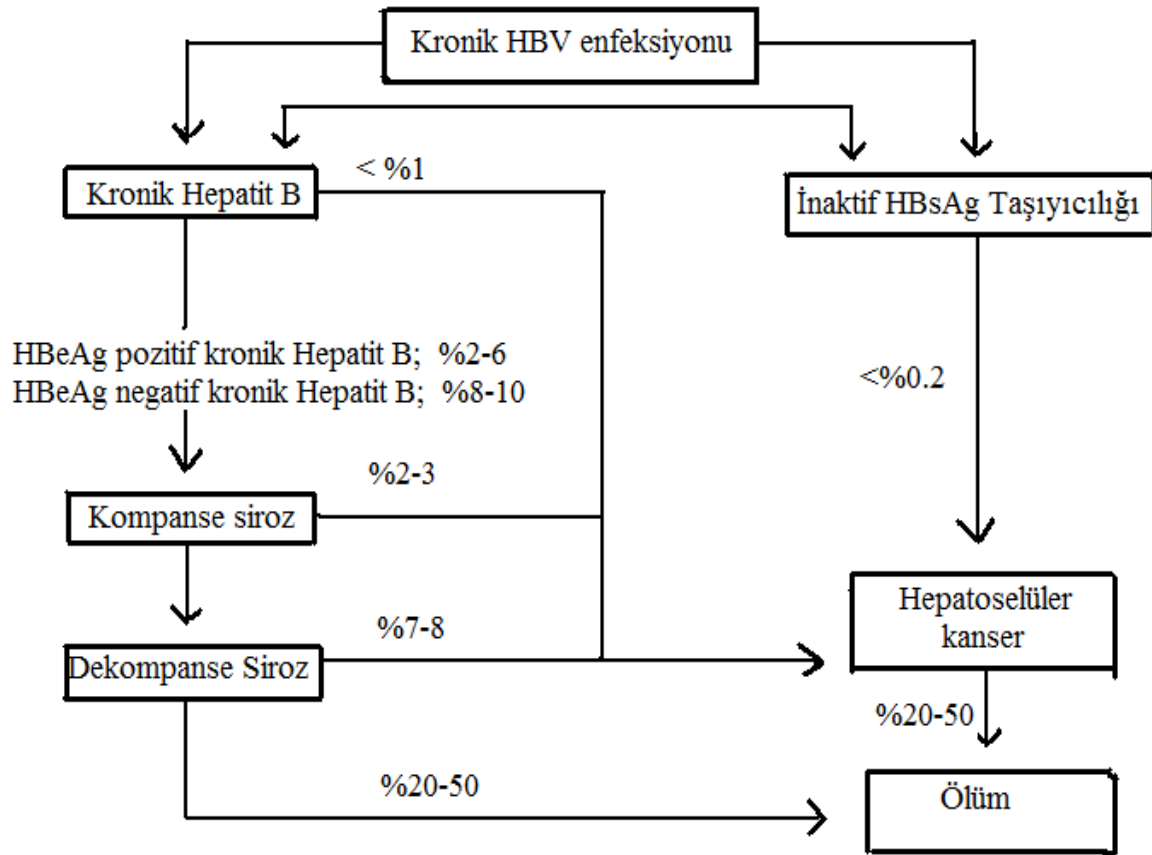 Kronik HBV enfeksiyonu
< %1
Kronik Hepatit B
İnaktif HBsAg Taşıyıcılığı
HBeAg pozitif kronik Hepatit B; %2-6
HBeAg negatif kronik Hepatit B; %8-10
<%0.2
%2-3
Kompanse siroz
Hepatoselüler
kanser
%7-8
Dekompanse Siroz
%20-50
%20-50
Ölüm